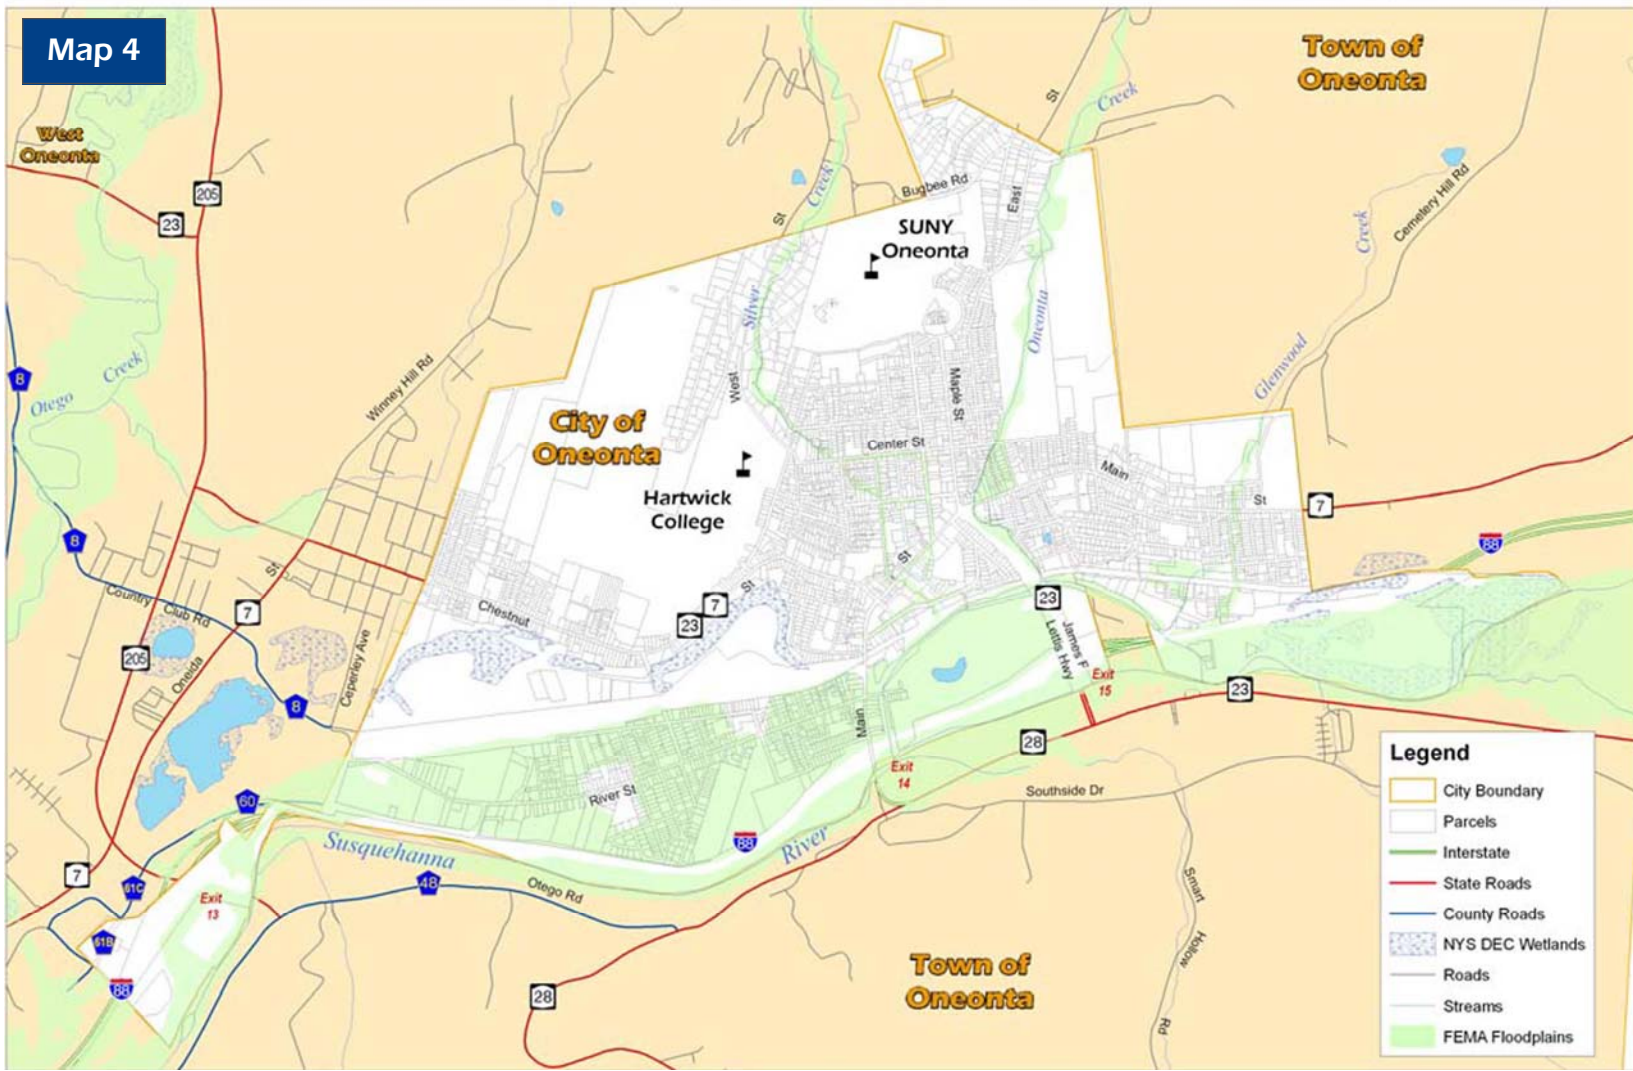 Map 4
Town of
Oneonta
West
Oneonta
205
23
St
Creek
Bugbee Rd
St
Creek
East
SUNY
Oneonta
Creek
Cemetery Hill Rd
Silver
Oneonta
Glenwood
8
Otego
Creek
Winney Hill Rd
West
Maple St
City of
Oneonta
Center St
Main
St
Hartwick
College
7
88
8
Country
Club Rd
St
7
Chestnut
St
7
23
St
23
James F
Lettis Hwy
205
Oneida
Ceperley Ave
8
Exit
15
23
Main
28
Exit
14
60
River St
Southside Dr
88
Susquehanna
River
7
61C
48
Otego Rd
Exit
13
61B
88
28
Smart
Hollow
Rd
Town of
Oneonta
Legend
City Boundary
Parcels
Interstate
State Roads
County Roads
NYS DEC Wetlands
Roads
Streams
FEMA Floodplains